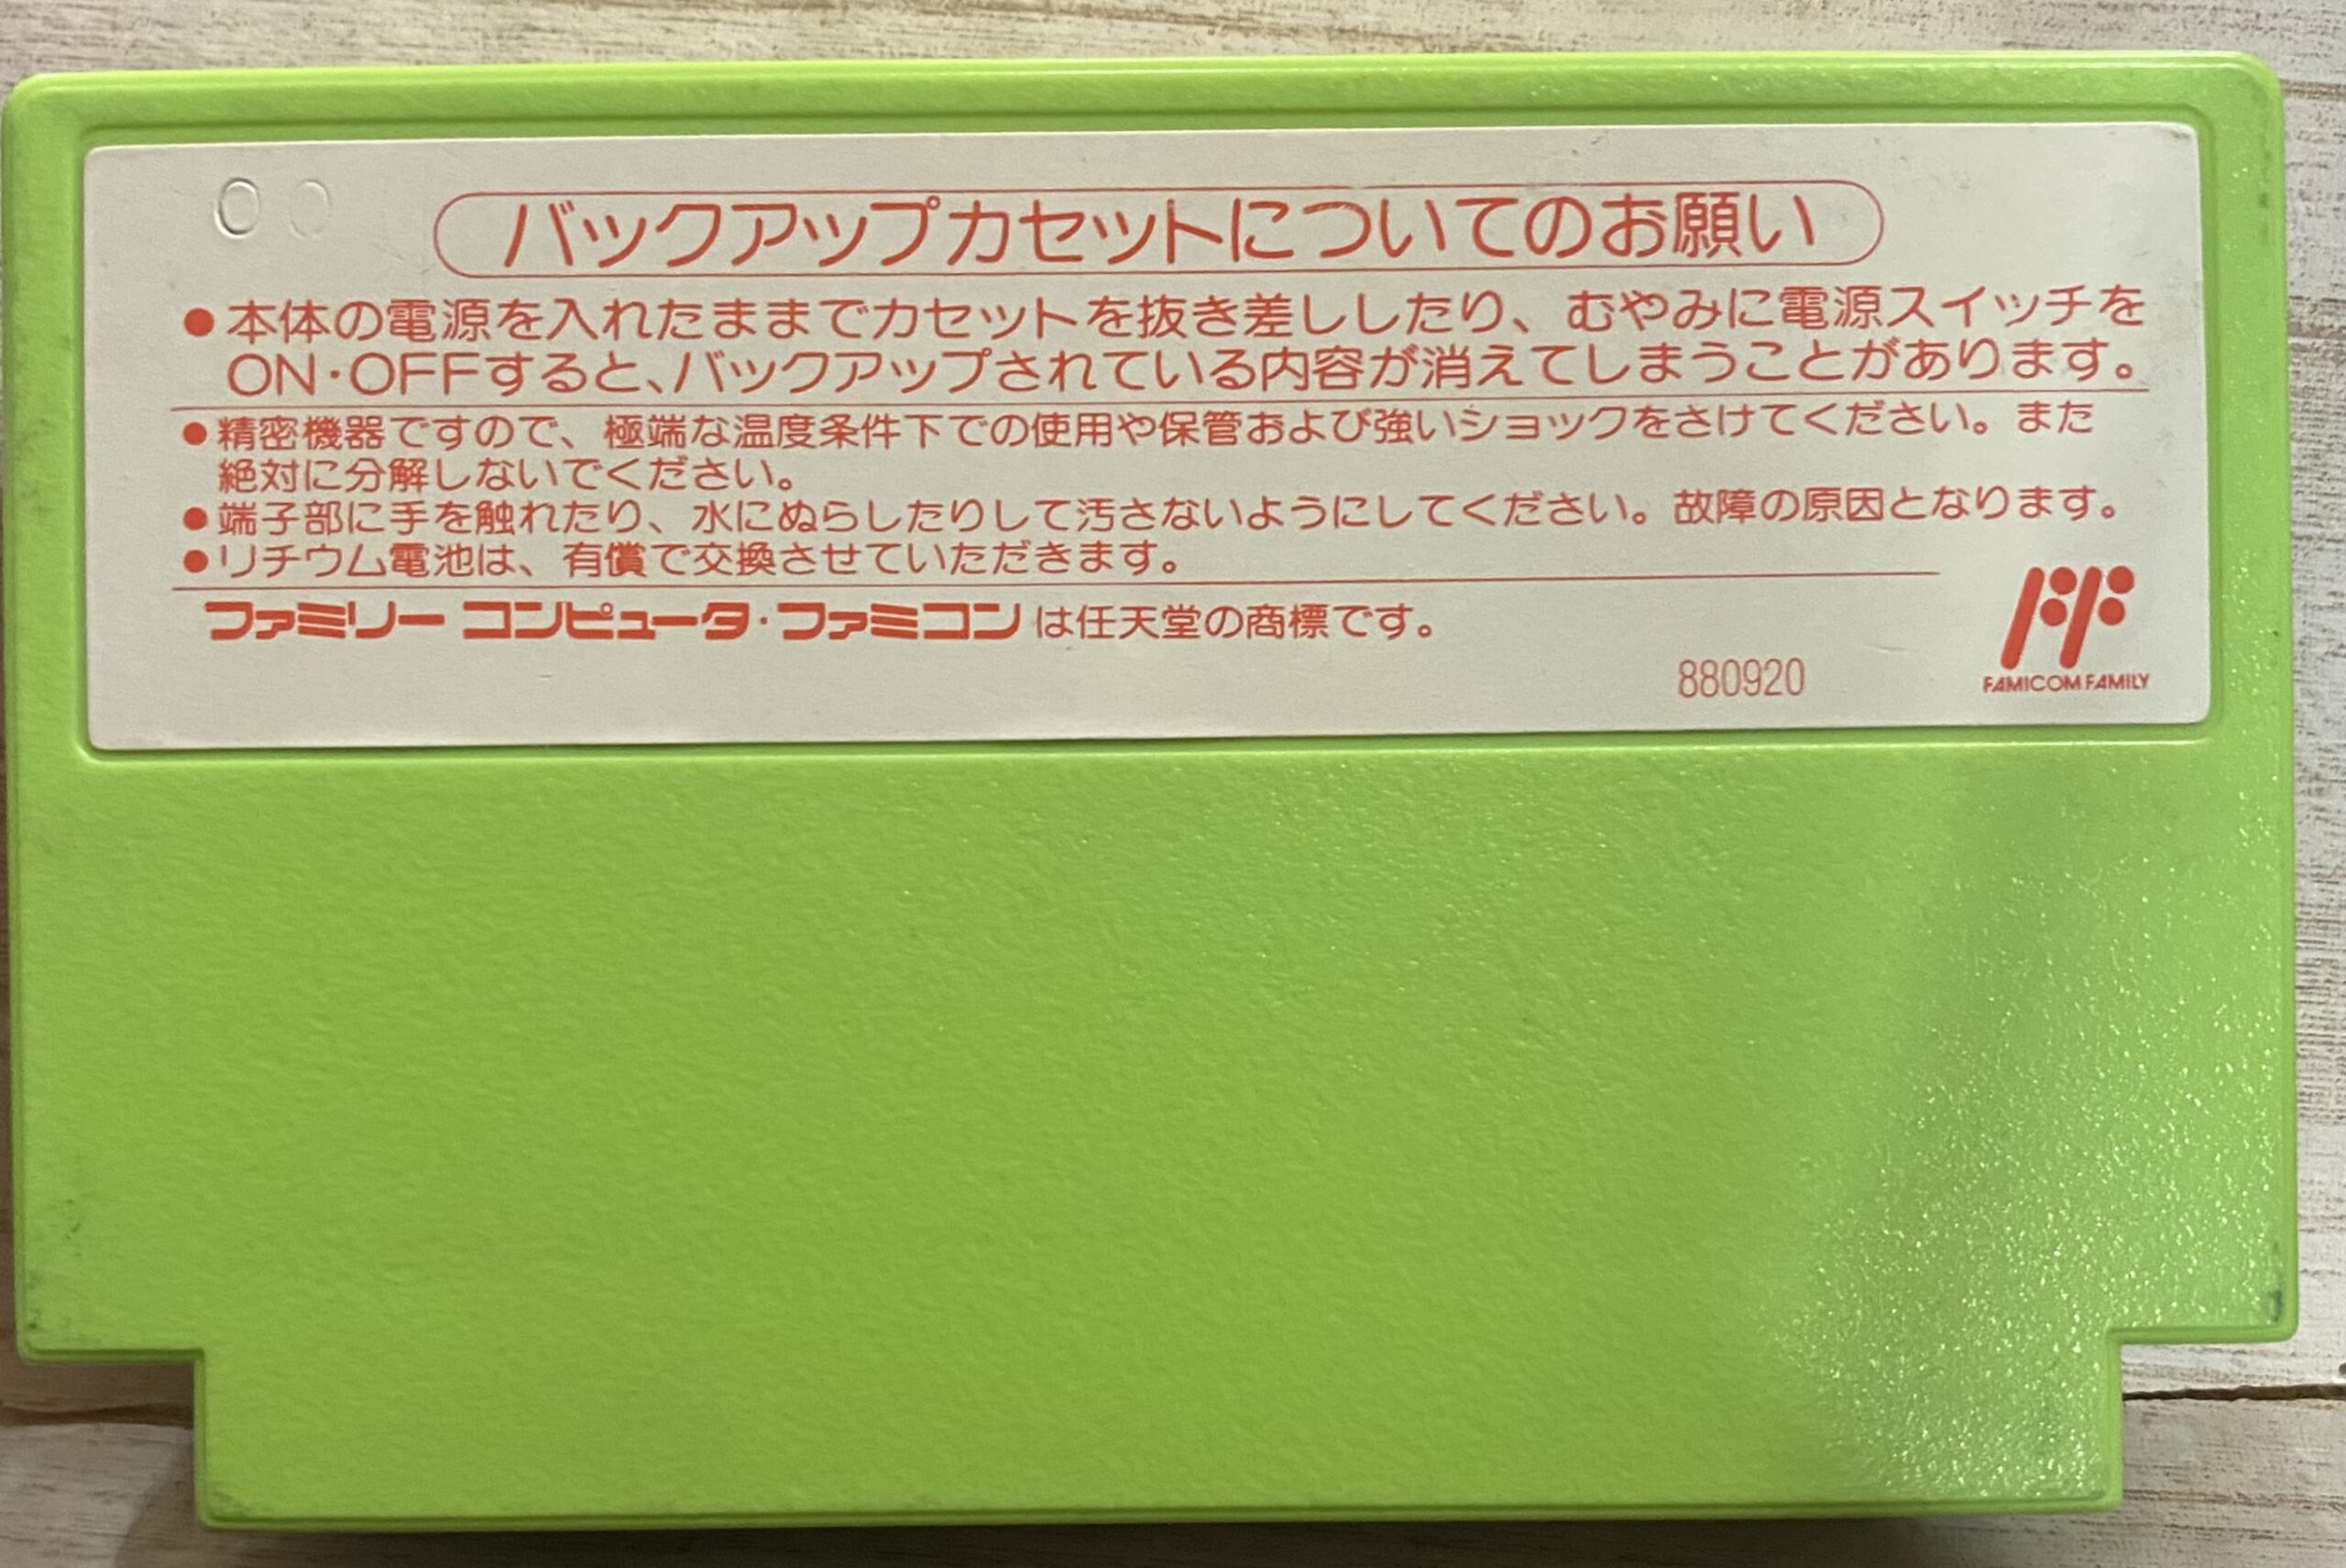 00
バックアップカセットについてのお願い
●本体の電源を入れたままでカセットを抜き差ししたり、むやみに電源スイッチを
ON・OFFすると、バックアップされている内容が消えてしまうことがあります。
●精密機器ですので、極端な温度条件下での使用や保管および強いショックをさけてください。また
絶対に分解しないでください。
●端子部に手を触れたり、水にぬらしたりして汚さないようにしてください。故障の原因となります。
●リチウム電池は、有償で交換させていただきます。
ファミリー コンピュータ・ファミコンは任天堂の商標です。
880920
FAMICOM FAMILY